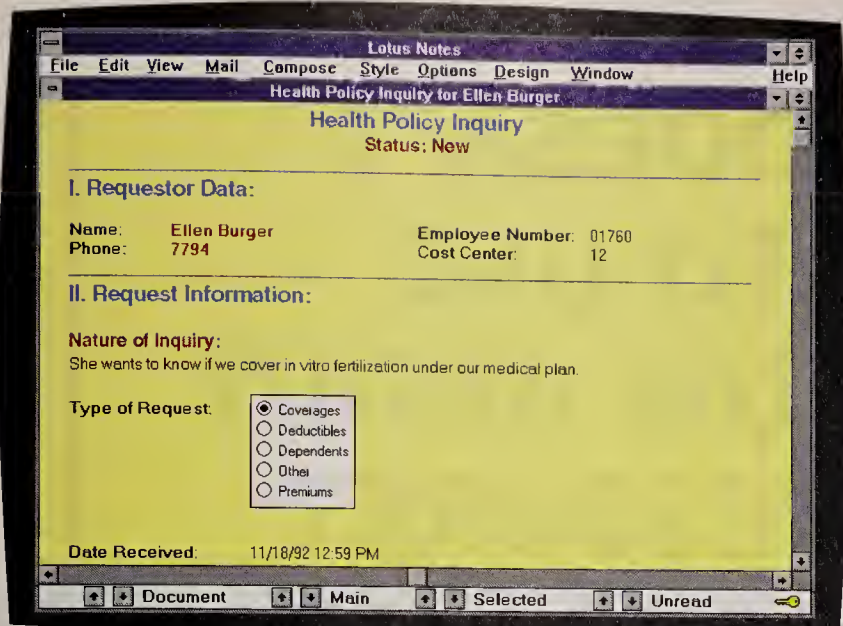 Lotus Notes
File Edit View Mail Compose Style Options Design Window Help
Health Policy Inquiry for Ellen Burger
Health Policy Inquiry
Status: New
I. Requestor Data:
Name: Ellen Burger Employee Number: 01760
Phone: 7794 Cost Center: 12
II. Request Information:
Nature of Inquiry:
She wants to know if we cover in vitro fertilization under our medical plan.
Type of Request: Coverages
Deductibles
Dependents
Other
Premiums
Date Received: 11/18/92 12:59 PM
Document Main Selected Unread